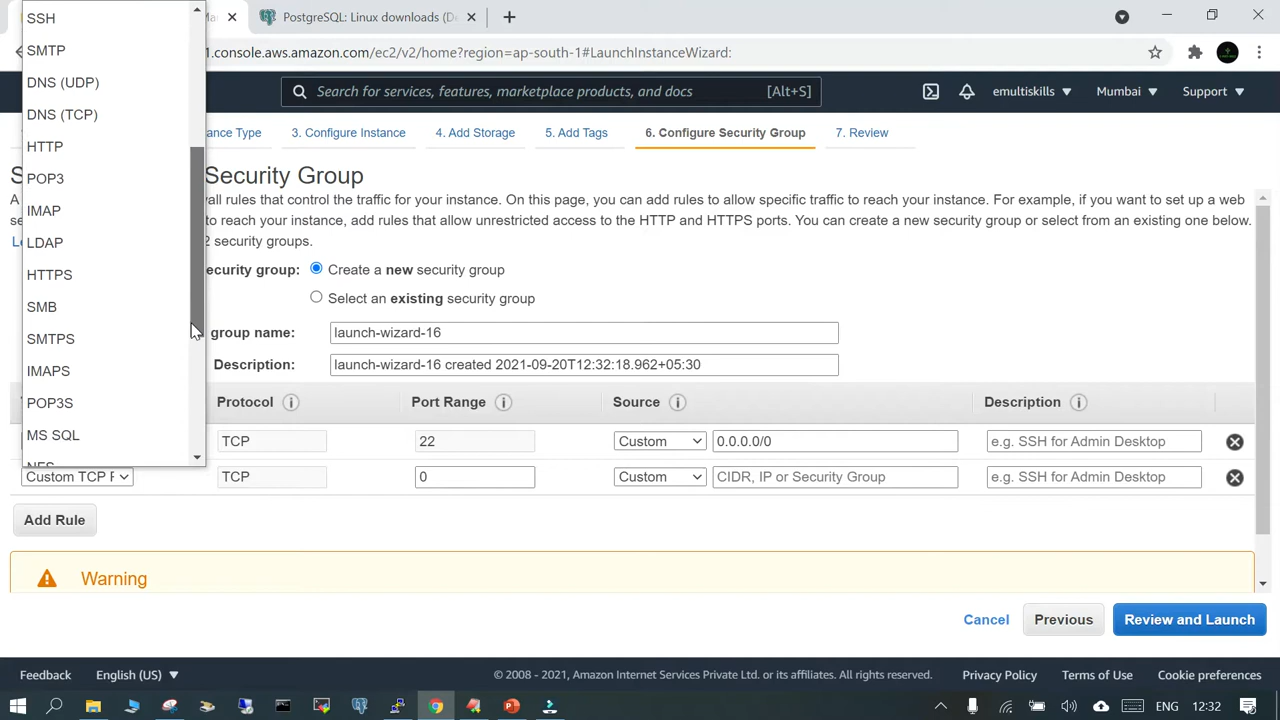 PostgreSQL: Linux downloads (De
1.console.aws.amazon.com/ec2/v2/home?region=ap-south-1#LaunchInstanceWizard:
Search for services, features, marketplace products, and docs [Alt+S]
emultiskills
Mumbai
Support
ance Type
3. Configure Instance
4. Add Storage
5. Add Tags
6. Configure Security Group
7. Review
SSH
SMTP
DNS (UDP)
DNS (TCP)
HTTP
POP3
IMAP
LDAP
HTTPS
SMB
SMTPS
IMAPS
POP3S
MS SQL
NFS
S
Security Group
A
wall rules that control the traffic for your instance. On this page, you can add rules to allow specific traffic to reach your instance. For example, if you want to set up a web
se
to reach your instance, add rules that allow unrestricted access to the HTTP and HTTPS ports. You can create a new security group or select from an existing one below.
Le
2 security groups.
ecurity group:
Create a new security group
Select an existing security group
group name:
launch-wizard-16
Description:
launch-wizard-16 created 2021-09-20T12:32:18.962+05:30
Protocol
Port Range
Source
Description
TCP
22
Custom
0.0.0.0/0
e.g. SSH for Admin Desktop
Custom TCP F
TCP
0
Custom
CIDR, IP or Security Group
e.g. SSH for Admin Desktop
Add Rule
Warning
Cancel
Previous
Review and Launch
Feedback
English (US)
© 2008 - 2021, Amazon Internet Services Private Ltd. or its affiliates. All rights reserved.
Privacy Policy
Terms of Use
Cookie preferences
ENG
12:32